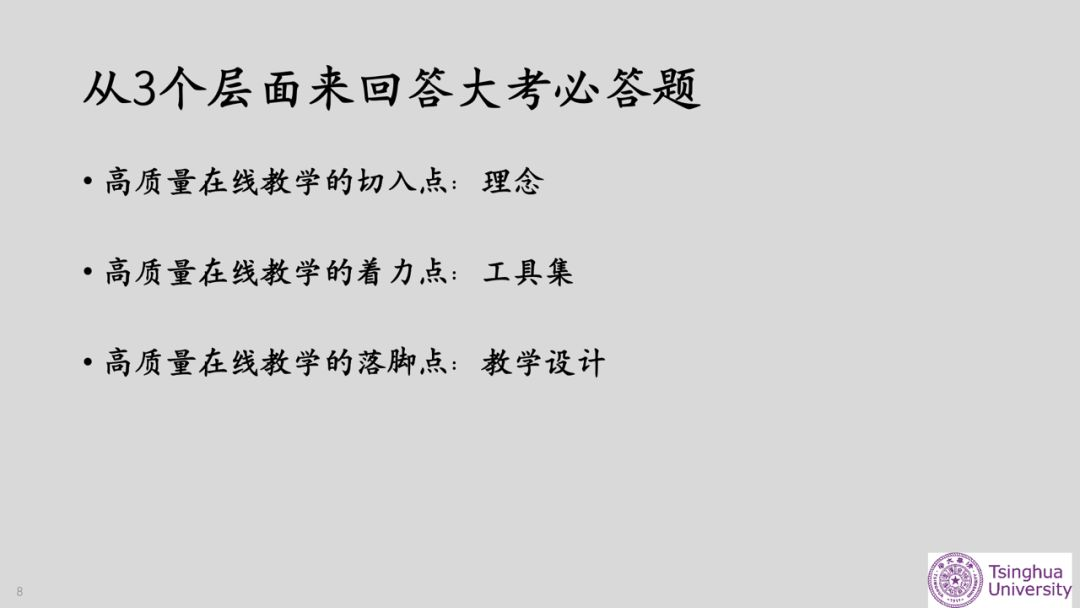 从3个层面来回答大考必答题
• 高质量在线教学的切入点：理念
• 高质量在线教学的着力点：工具集
• 高质量在线教学的落脚点：教学设计
8
Tsinghua
University